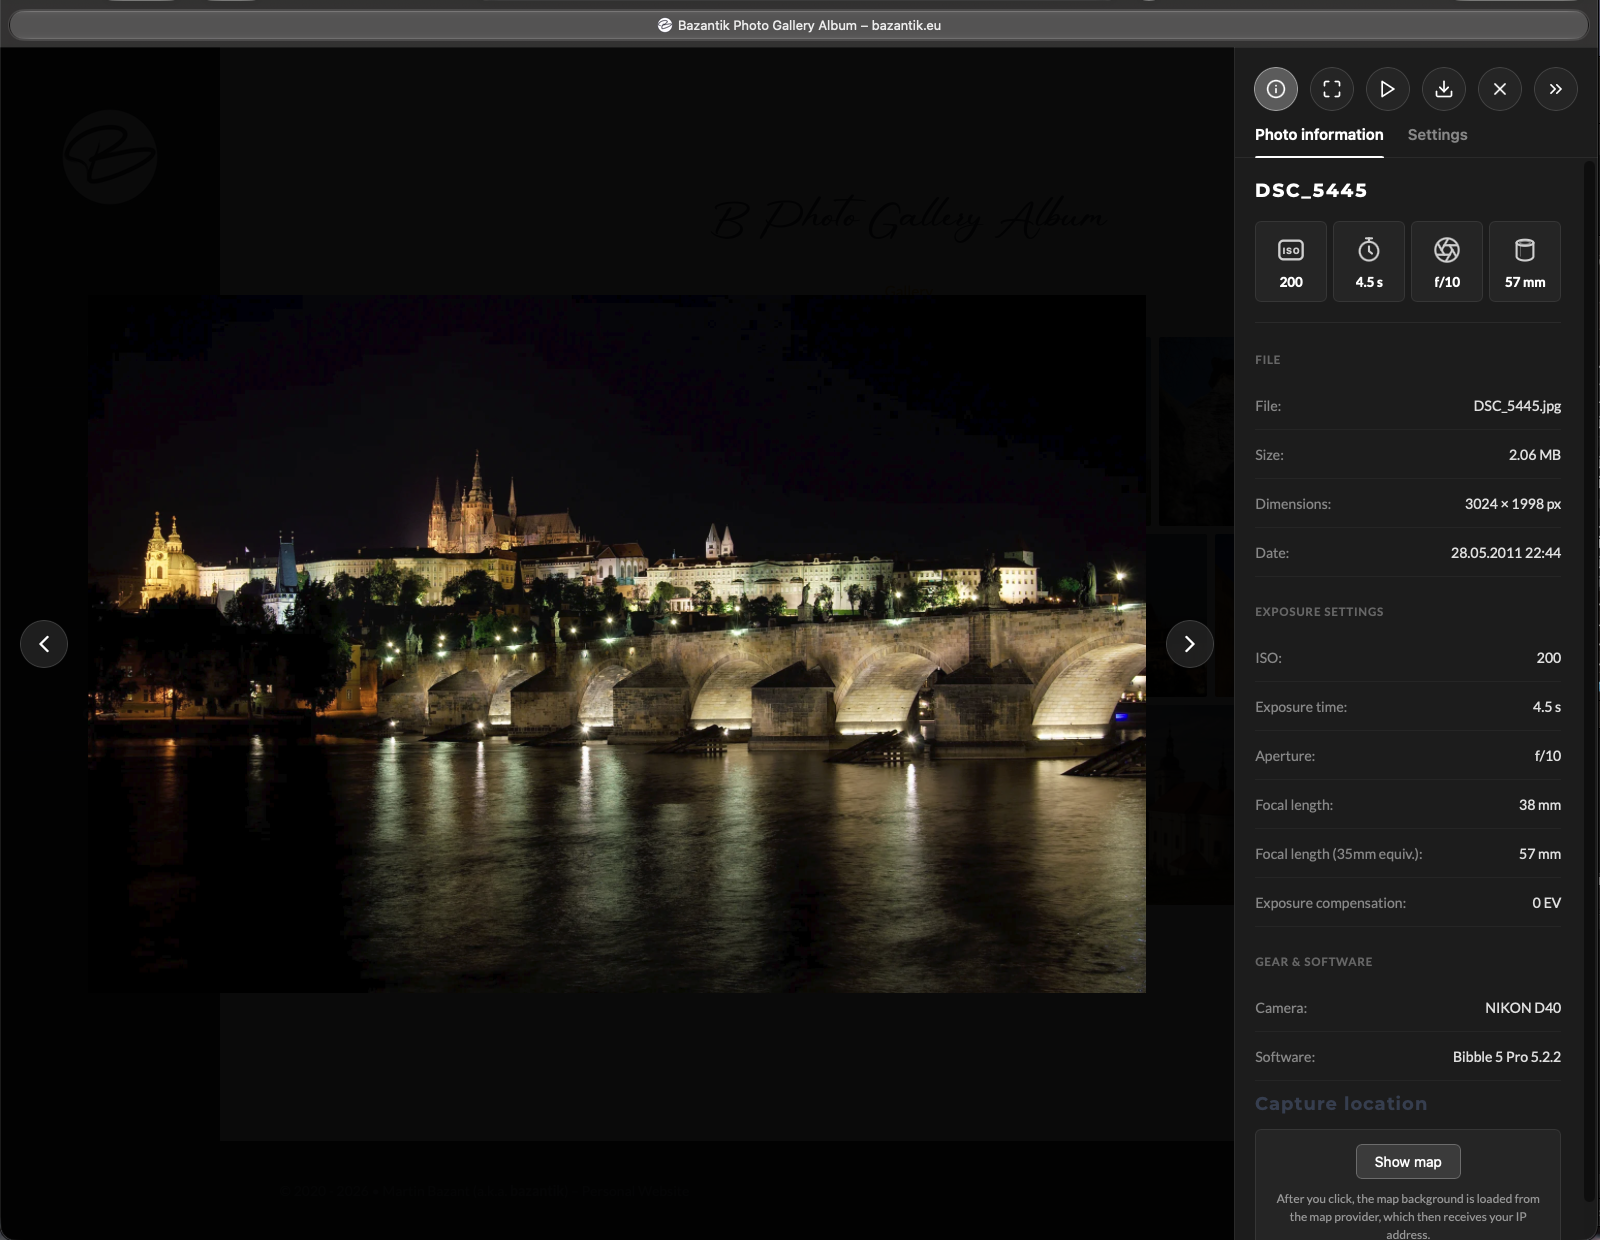 Bazantik Photo Gallery Album – bazantik.eu
B Photo Gallery Album
Photo information
Settings
DSC_5445
ISO
200
4.5 s
f/10
57 mm
FILE
File: DSC_5445.jpg
Size: 2.06 MB
Dimensions: 3024 × 1998 px
Date: 28.05.2011 22:44
EXPOSURE SETTINGS
ISO: 200
Exposure time: 4.5 s
Aperture: f/10
Focal length: 38 mm
Focal length (35mm equiv.): 57 mm
Exposure compensation: 0 EV
GEAR & SOFTWARE
Camera: NIKON D40
Software: Bibble 5 Pro 5.2.2
Capture location
Show map
After you click, the map background is loaded from
the map provider, which then receives your IP
address.